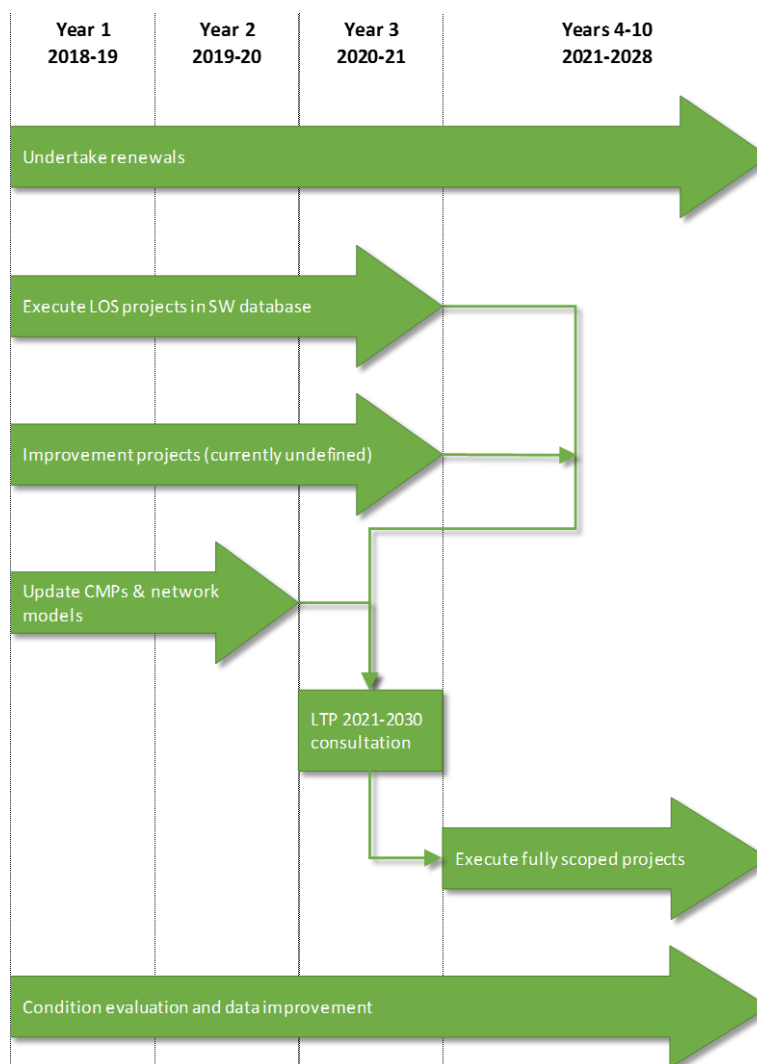 Year 1
2018-19
Year 2
2019-20
Year 3
2020-21
Years 4-10
2021-2028
Undertake renewals
Execute LOS projects in SW database
Improvement projects (currently undefined)
Update CMPs & network
models
LTP 2021-2030
consultation
Execute fully scoped projects
Condition evaluation and data improvement